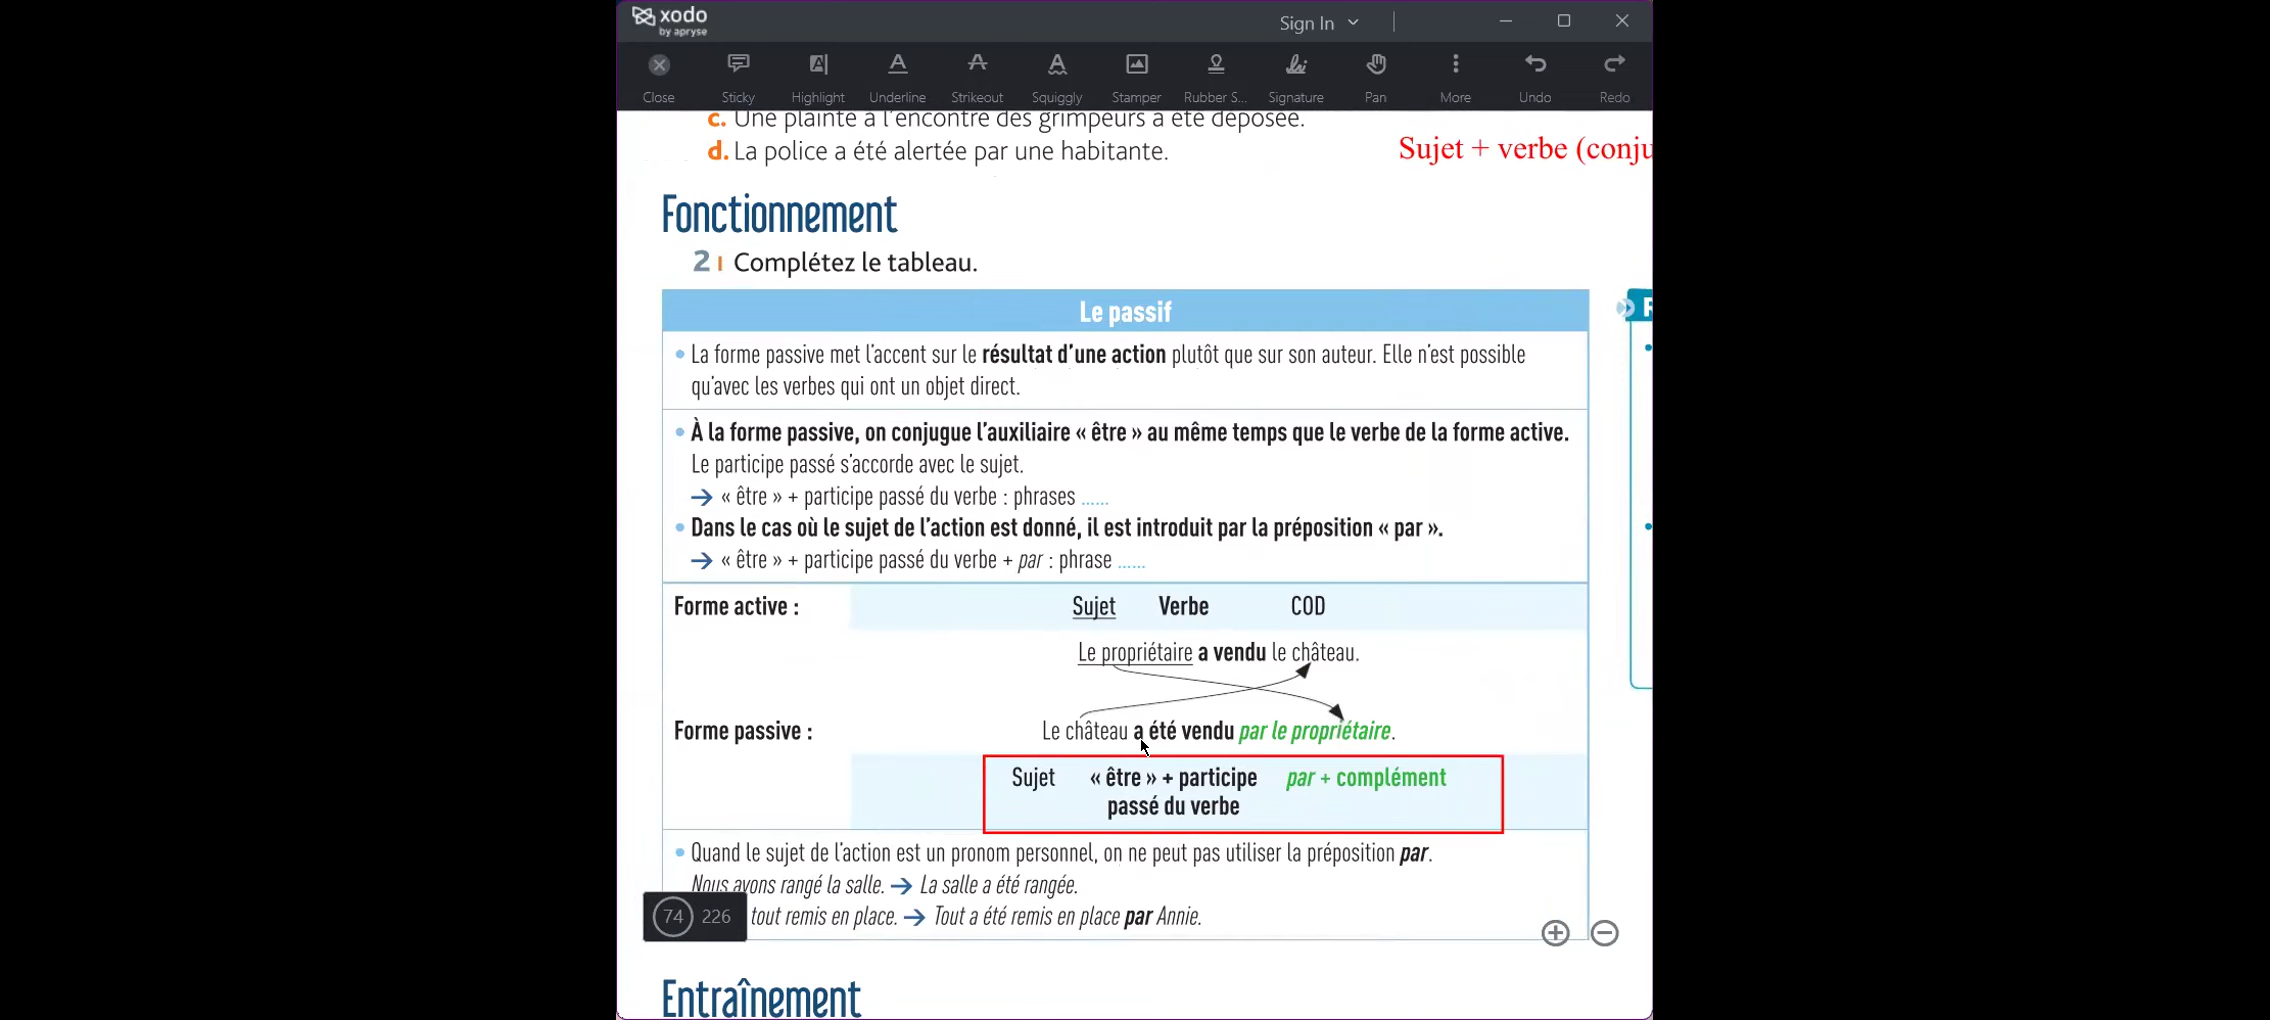 xodo
by apryse
Sign In
Close Sticky Highlight Underline Strikeout Squiggly Stamper Rubber S... Signature Pan More Undo Redo
c. Une plainte à l'encontre des grimpeurs a été déposée.
d. La police a été alertée par une habitante.
Sujet + verbe (conju
Fonctionnement
2 | Complétez le tableau.
Le passif
• La forme passive met l'accent sur le résultat d'une action plutôt que sur son auteur. Elle n'est possible
qu'avec les verbes qui ont un objet direct.
• À la forme passive, on conjugue l'auxiliaire « être » au même temps que le verbe de la forme active.
Le participe passé s'accorde avec le sujet.
→ « être » + participe passé du verbe : phrases ......
• Dans le cas où le sujet de l'action est donné, il est introduit par la préposition « par ».
→ « être » + participe passé du verbe + par : phrase ......
Forme active : Sujet Verbe COD
Le propriétaire a vendu le château.
Forme passive : Le château a été vendu par le propriétaire.
Sujet « être » + participe par + complément
passé du verbe
• Quand le sujet de l'action est un pronom personnel, on ne peut pas utiliser la préposition par.
Nous avons rangé la salle. → La salle a été rangée.
tout remis en place. → Tout a été remis en place par Annie.
74 226
Entraînement